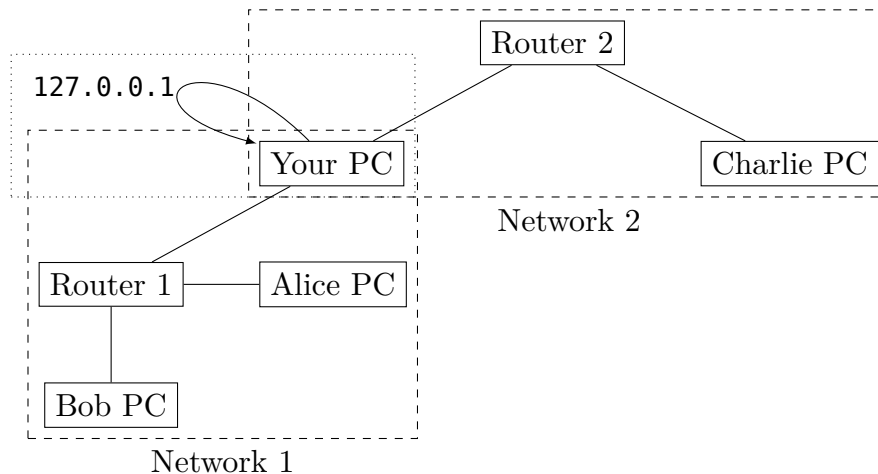 Router 2
127.0.0.1
Your PC
Charlie PC
Network 2
Router 1
Alice PC
Bob PC
Network 1